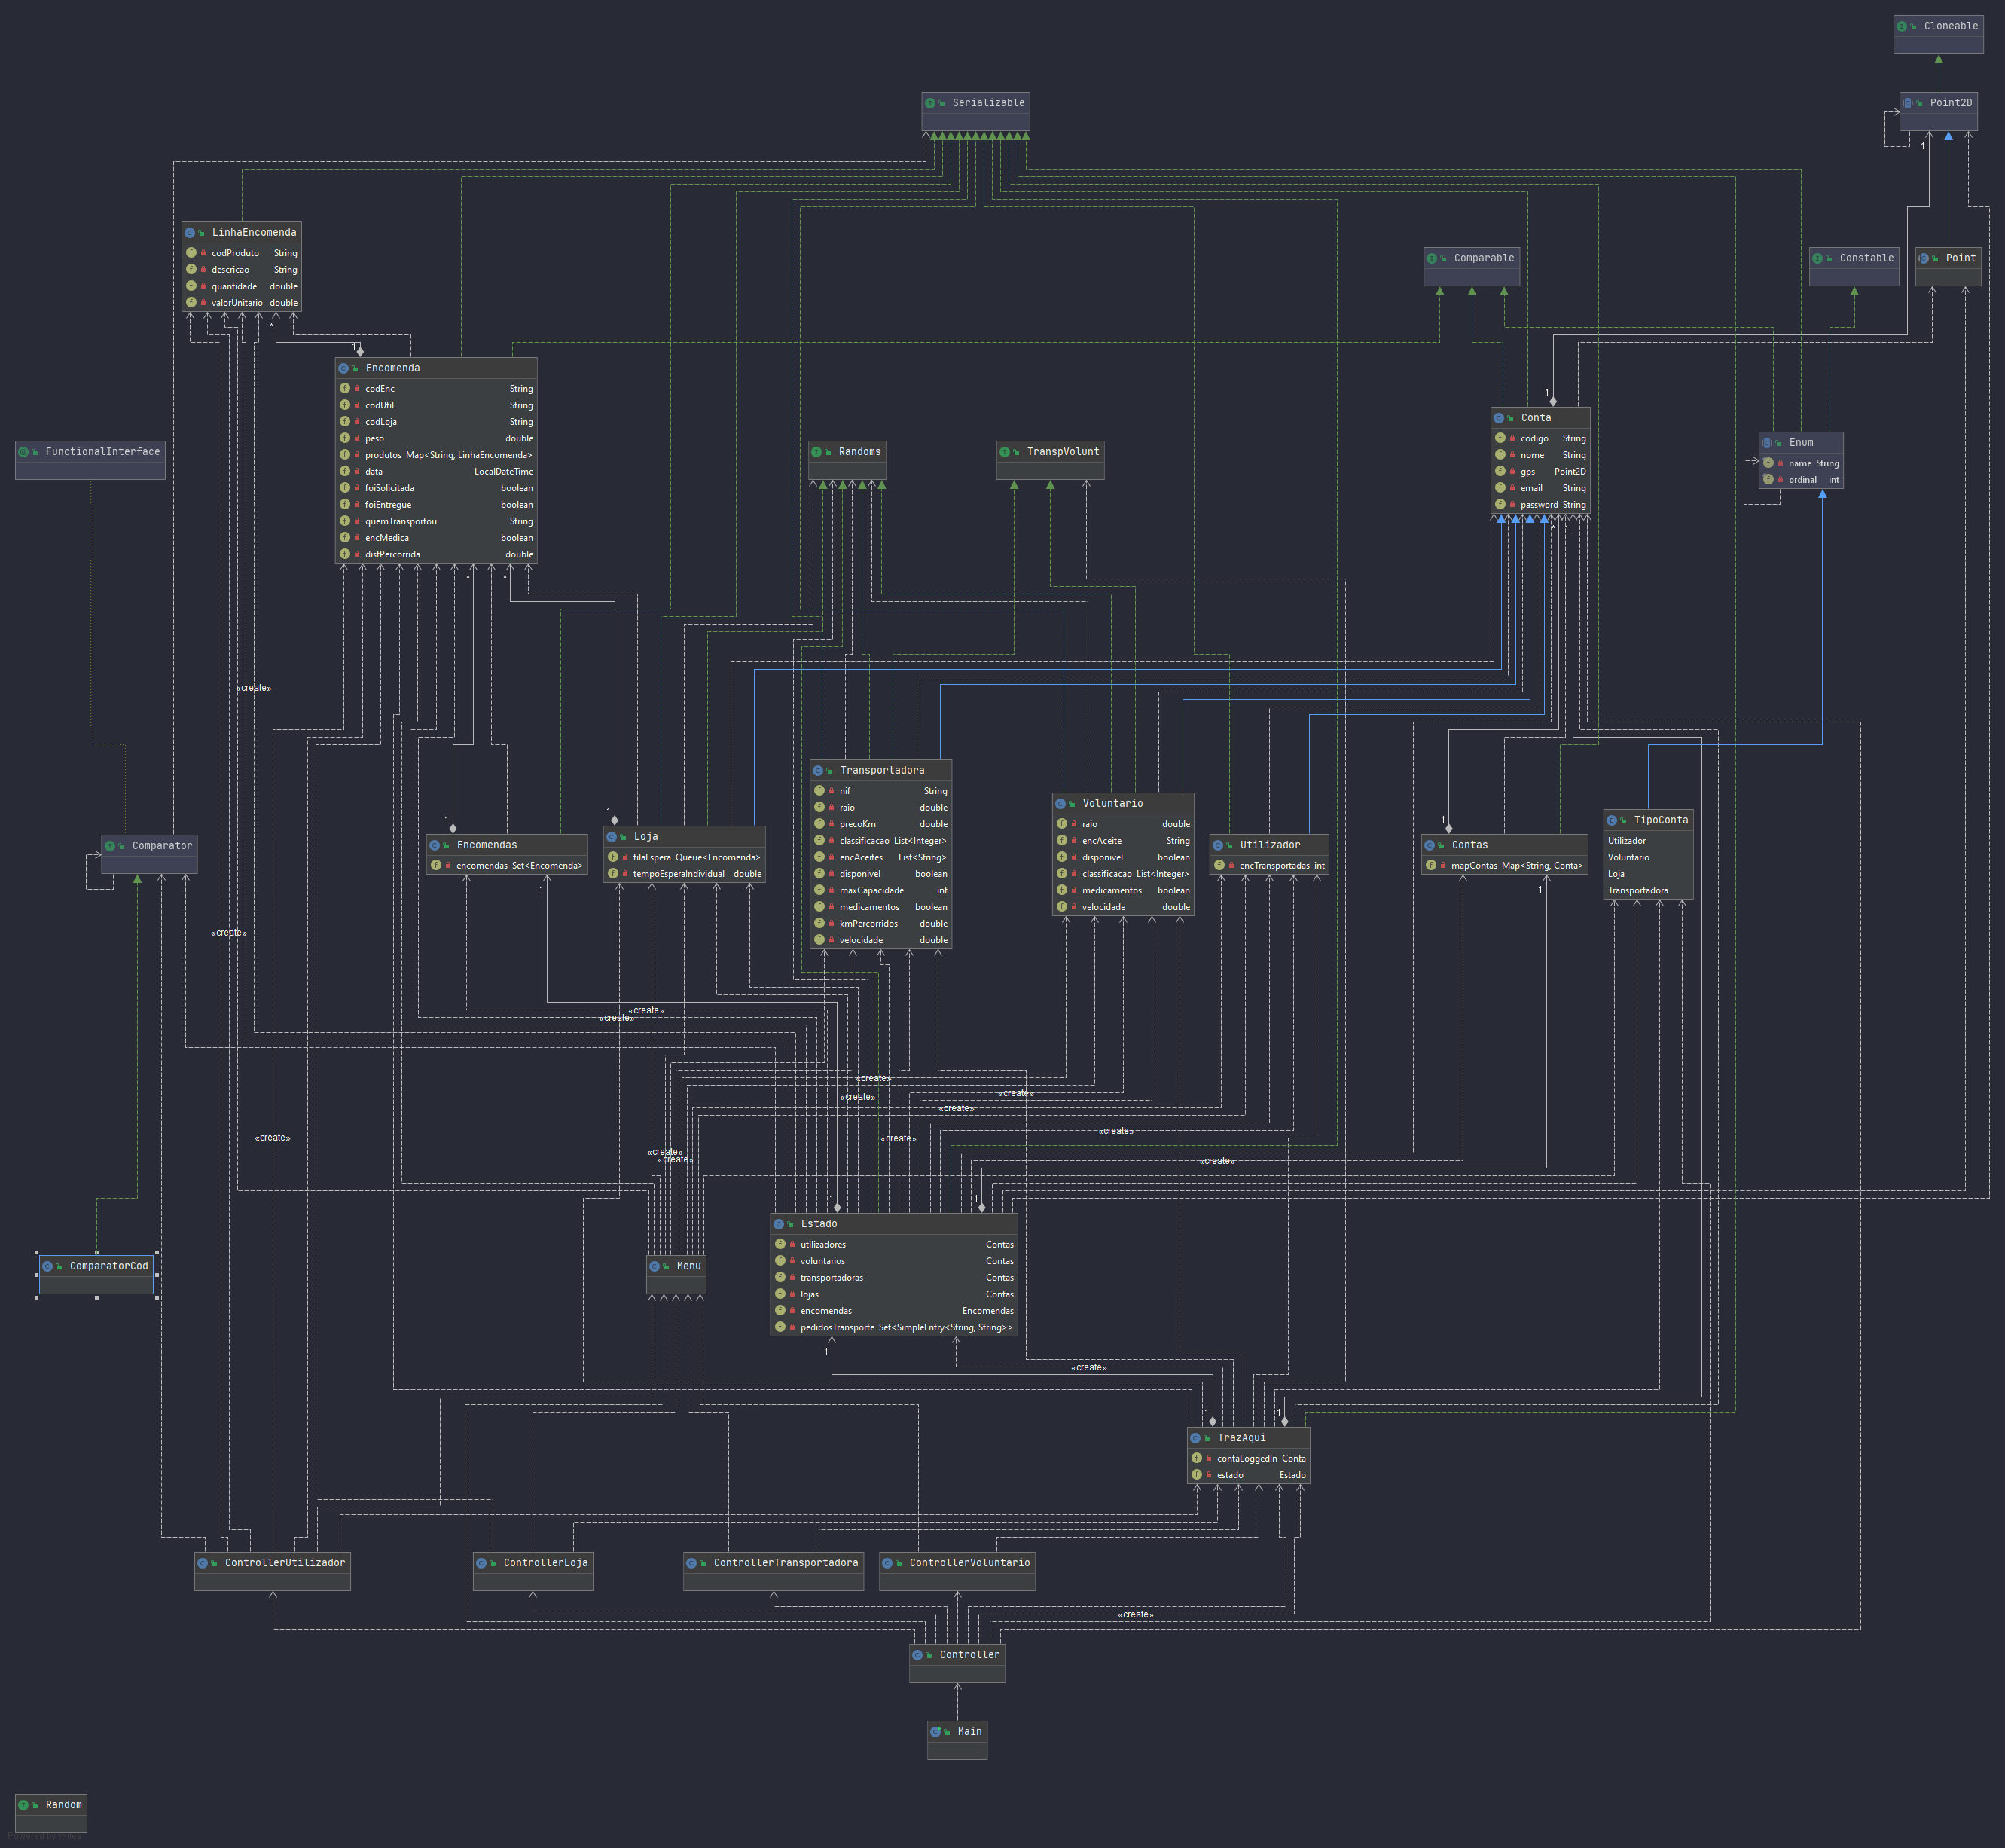 Cloneable
Serializable
Point2D
1
LinhaEncomenda
codProduto String
descricao String
quantidade double
valorUnitario double
Comparable
Constable
Point
*
1
Encomenda
codEnc String
codUtil String
codLoja String
peso double
produtos Map<String, LinhaEncomenda>
data LocalDateTime
foiSolicitada boolean
foiEntregue boolean
quemTransportou String
encMedica boolean
distPercorrida double
1
Conta
codigo String
nome String
gps Point2D
email String
password String
Enum
name String
ordinal int
FunctionalInterface
Randoms
TranspVolunt
*
1
*
*
«create»
Transportadora
nif String
raio double
precoKm double
classificacao List<Integer>
encAceites List<String>
disponivel boolean
maxCapacidade int
medicamentos boolean
kmPercorridos double
velocidade double
Voluntario
raio double
encAceite String
disponivel boolean
classificacao List<Integer>
medicamentos boolean
velocidade double
TipoConta
Utilizador
Voluntario
Loja
Transportadora
1
1
1
Comparator
Encomendas
encomendas Set<Encomenda>
Loja
filaEspera Queue<Encomenda>
tempoEsperaIndividual double
Utilizador
encTransportadas int
Contas
mapContas Map<String, Conta>
1
1
«create»
«create»
«create»
«create»
«create»
«create»
«create»
«create»
«create»
«create»
«create»
«create»
«create»
1
1
Estado
utilizadores Contas
voluntarios Contas
transportadoras Contas
lojas Contas
encomendas Encomendas
pedidosTransporte Set<SimpleEntry<String, String>>
ComparatorCod
Menu
1
«create»
1
1
TrazAqui
contaLoggedIn Conta
estado Estado
ControllerUtilizador
ControllerLoja
ControllerTransportadora
ControllerVoluntario
«create»
Controller
Main
Random
Powered by yFiles